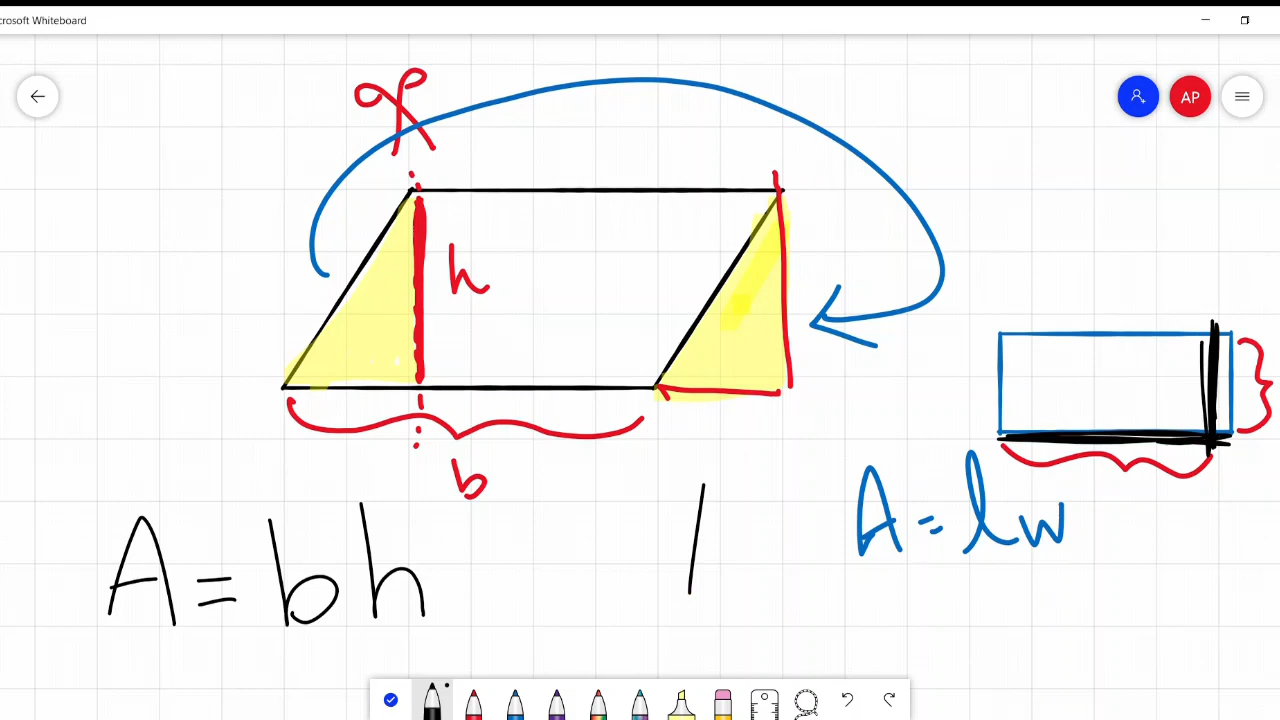 crosoft Whiteboard
AP
h
b
A = lw
A = bh